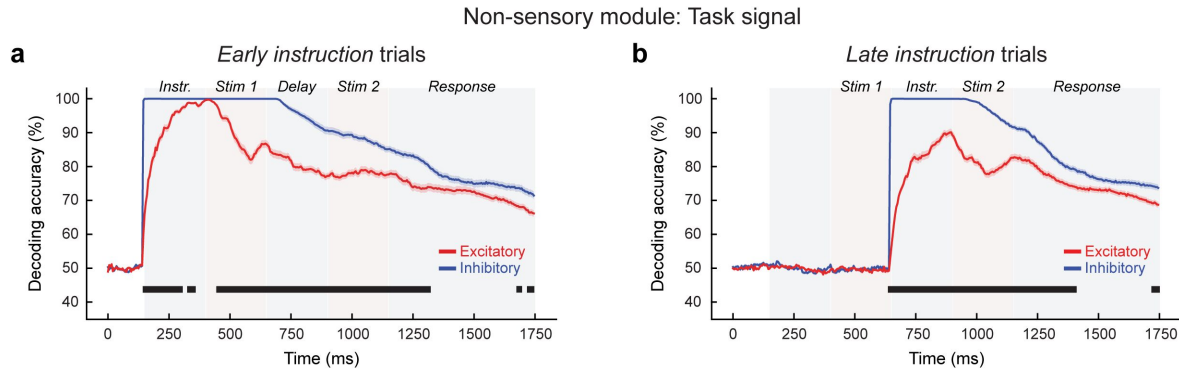 Non-sensory module: Task signal
a
Early instruction trials
Instr. Stim 1 Delay Stim 2 Response
100
90
80
70
60
50
40
Decoding accuracy (%)
Excitatory
Inhibitory
0 250 500 750 1000 1250 1500 1750
Time (ms)
b
Late instruction trials
Stim 1 Instr. Stim 2 Response
100
90
80
70
60
50
40
Decoding accuracy (%)
Excitatory
Inhibitory
0 250 500 750 1000 1250 1500 1750
Time (ms)